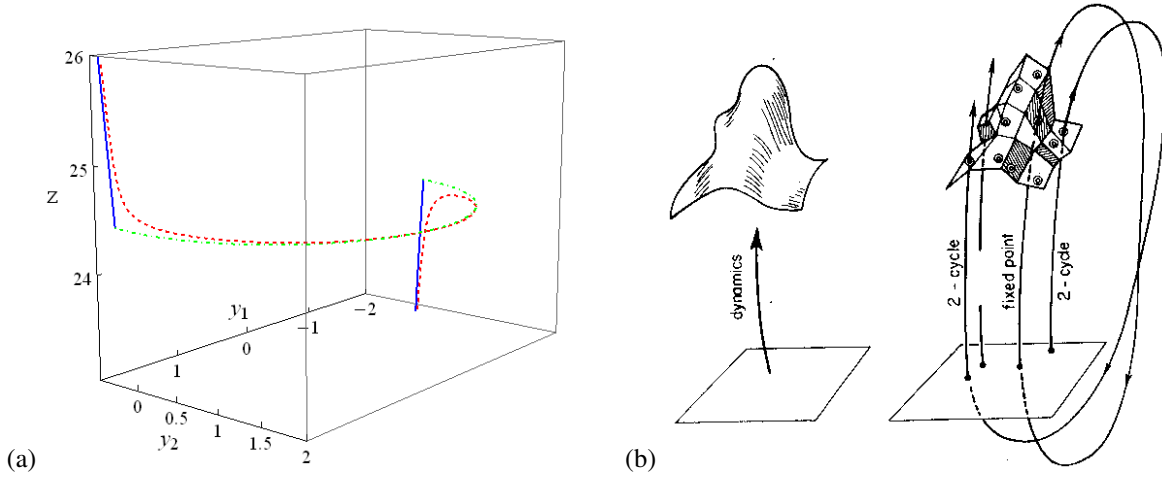 26
25
24
Z
y1
y2
1
0
−1
−2
0
0.5
1
1.5
2
(a)
dynamics
2 - cycle
fixed point
2 - cycle
(b)